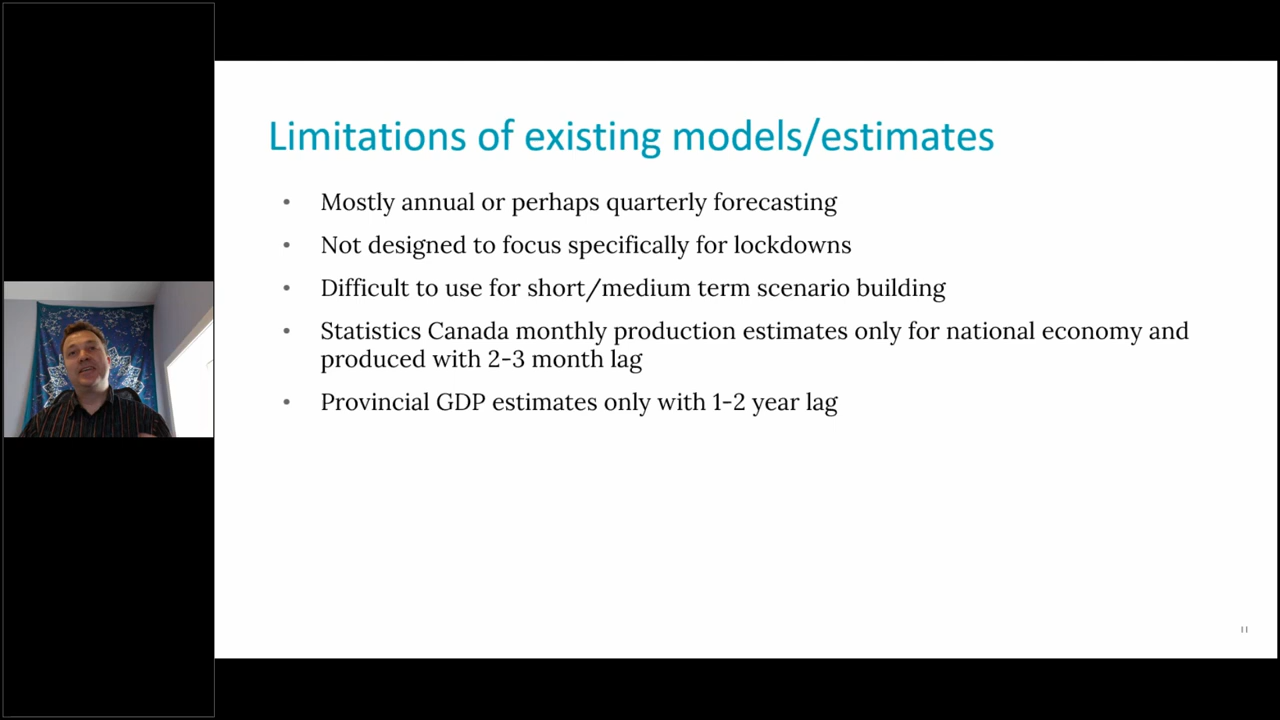 Limitations of existing models/estimates
• Mostly annual or perhaps quarterly forecasting
• Not designed to focus specifically for lockdowns
• Difficult to use for short/medium term scenario building
• Statistics Canada monthly production estimates only for national economy and
produced with 2-3 month lag
• Provincial GDP estimates only with 1-2 year lag
11